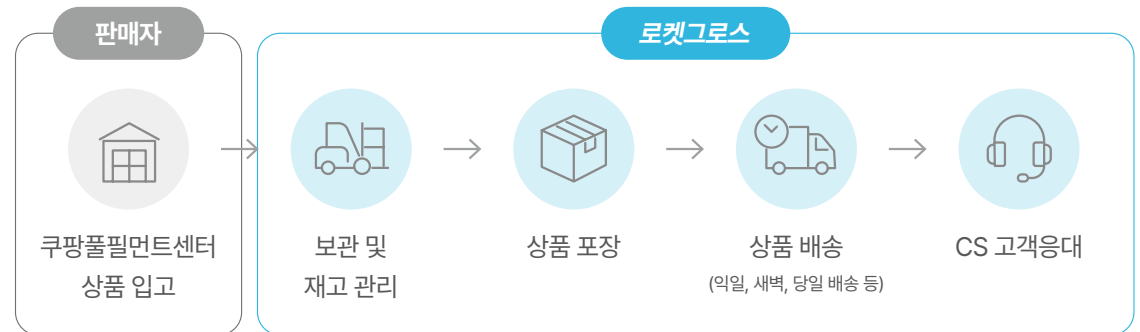 판매자
로켓그로스
쿠팡풀필먼트센터
상품 입고
보관 및
재고 관리
상품 포장
상품 배송
(익일, 새벽, 당일 배송 등)
CS 고객응대